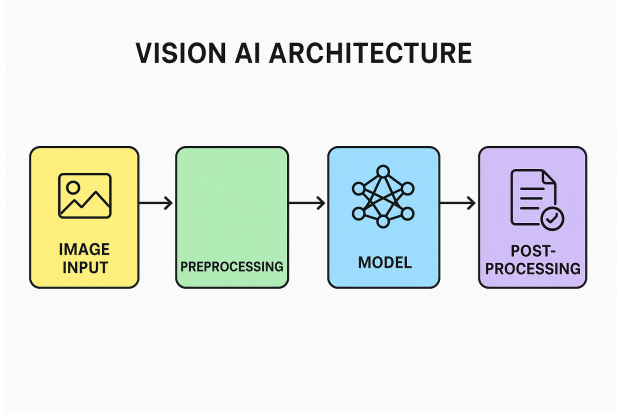 VISION AI ARCHITECTURE
IMAGE
INPUT
PREPROCESSING
MODEL
POST-
PROCESSING